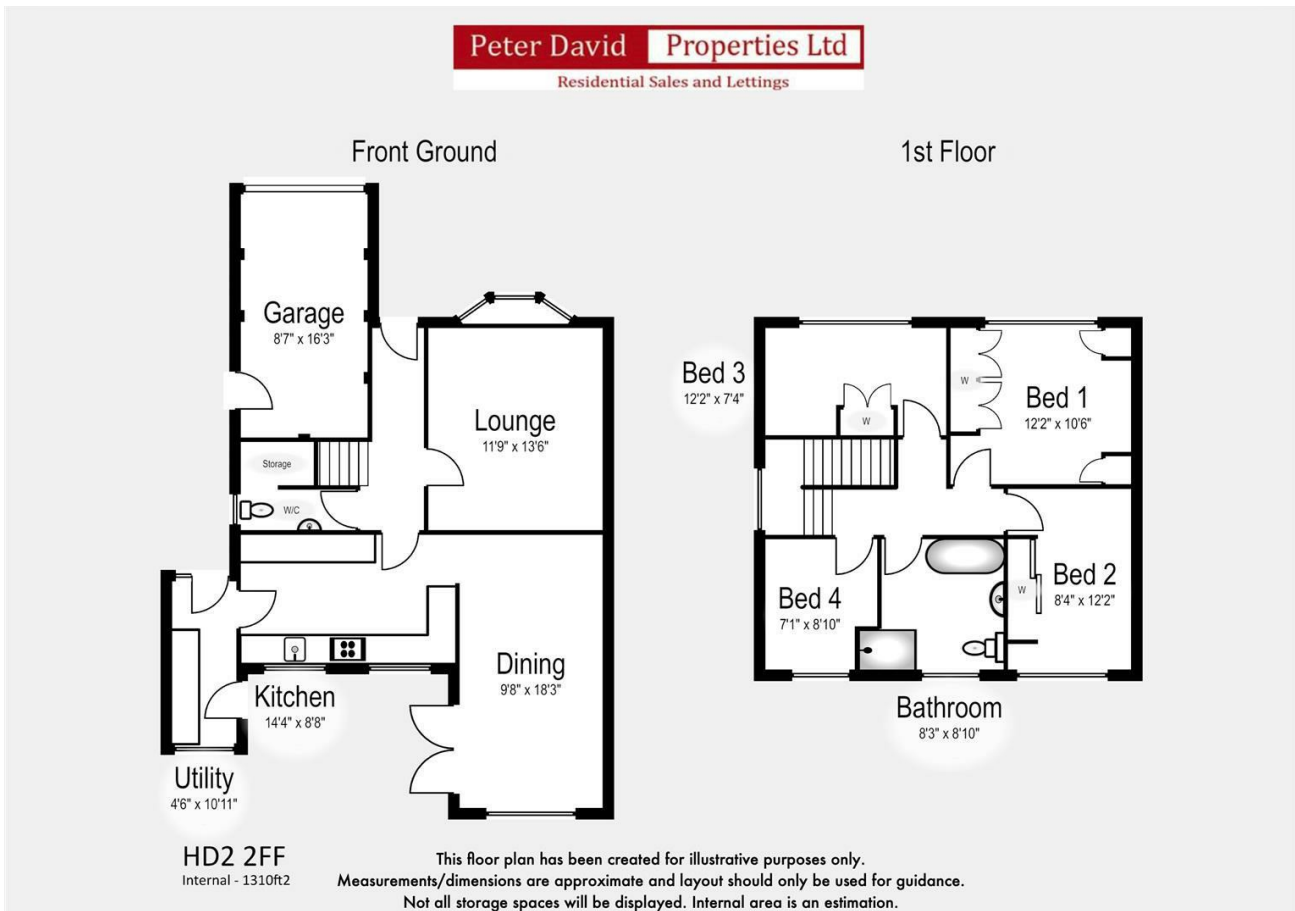 Peter David Properties Ltd
Residential Sales and Lettings
Front Ground
1st Floor
Garage
8'7" x 16'3"
Lounge
11'9" x 13'6"
Storage
W/C
Dining
9'8" x 18'3"
Kitchen
14'4" x 8'8"
Utility
4'6" x 10'11"
Bed 3
12'2" x 7'4"
W
W
Bed 1
12'2" x 10'6"
Bed 4
7'1" x 8'10"
W
Bed 2
8'4" x 12'2"
Bathroom
8'3" x 8'10"
HD2 2FF
Internal - 1310ft2
This floor plan has been created for illustrative purposes only.
Measurements/dimensions are approximate and layout should only be used for guidance.
Not all storage spaces will be displayed. Internal area is an estimation.